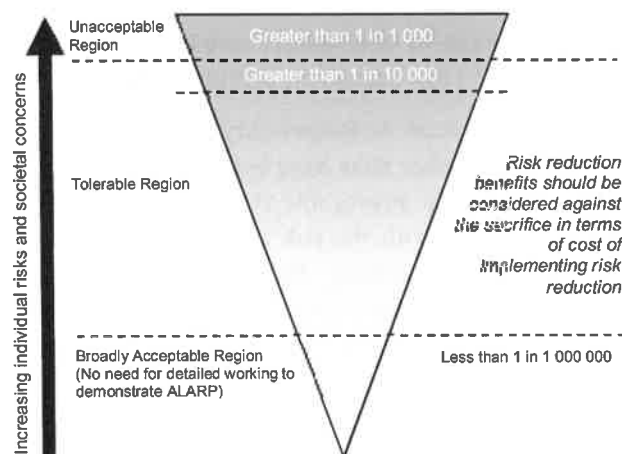 Increasing individual risks and societal concerns
Unacceptable
Region
Greater than 1 in 1 000
Greater than 1 in 10 000
Tolerable Region
Risk reduction
benefits should be
considered against
the sacrifice in terms
of cost of
implementing risk
reduction
Broadly Acceptable Region
(No need for detailed working to
demonstrate ALARP)
Less than 1 in 1 000 000